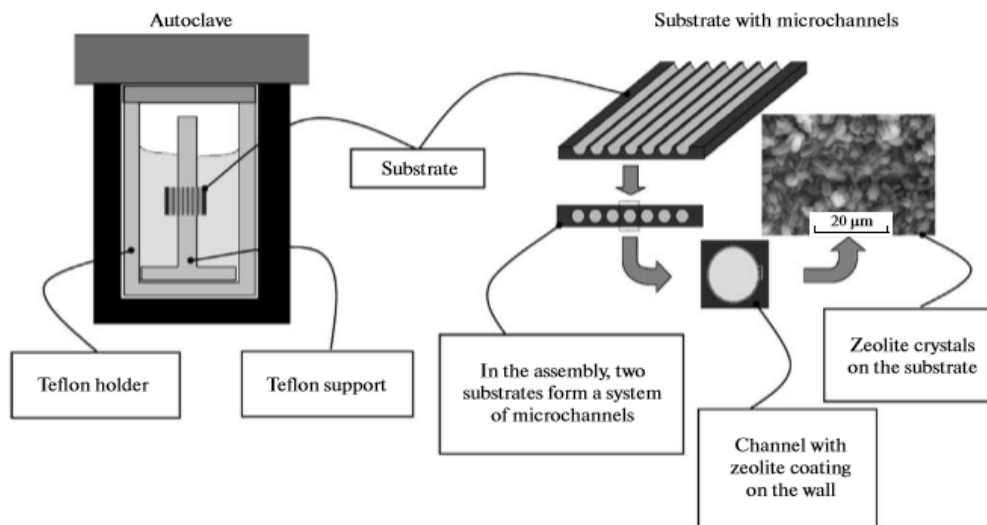 Autoclave
Substrate with microchannels
Substrate
20 μm
Teflon holder
Teflon support
In the assembly, two
substrates form a system
of microchannels
Zeolite crystals
on the substrate
Channel with
zeolite coating
on the wall